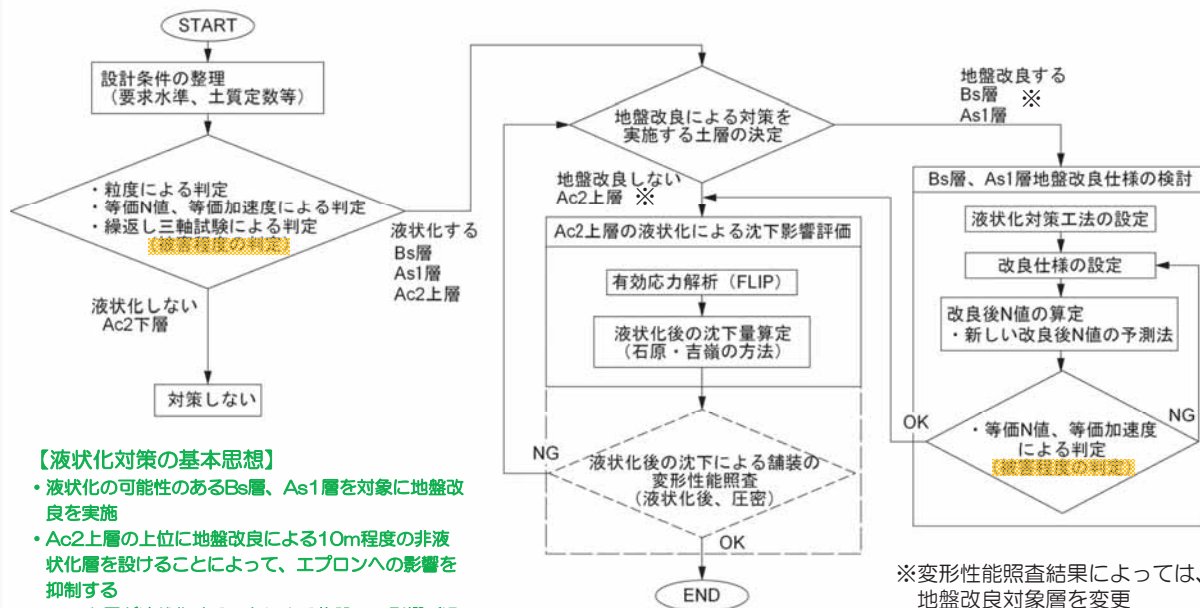 START
設計条件の整理
(要求水準、土質定数等)
・粒度による判定
・等価N値、等価加速度による判定
・繰返し三軸試験による判定
(被害程度の判定)
液状化しない
Ac2下層
対策しない
液状化する
Bs層
As1層
Ac2上層
地盤改良による対策を
実施する土層の決定
地盤改良しない
Ac2上層 ※
地盤改良する
Bs層 ※
As1層
Ac2上層の液状化による沈下影響評価
有効応力解析(FLIP)
液状化後の沈下量算定
(石原・吉嶺の方法)
NG
液状化後の沈下による舗装の
変形性能照査
(液状化後、圧密)
OK
END
Bs層、As1層地盤改良仕様の検討
液状化対策工法の設定
改良仕様の設定
改良後N値の算定
・新しい改良後N値の予測法
OK
NG
・等価N値、等価加速度
による判定
(被害程度の判定)
【液状化対策の基本思想】
・液状化の可能性のあるBs層、As1層を対象に地盤改
良を実施
・Ac2上層の上位に地盤改良による10m程度の非液
状化層を設けることによって、エプロンへの影響を
抑制する
※変形性能照査結果によっては、
地盤改良対象層を変更